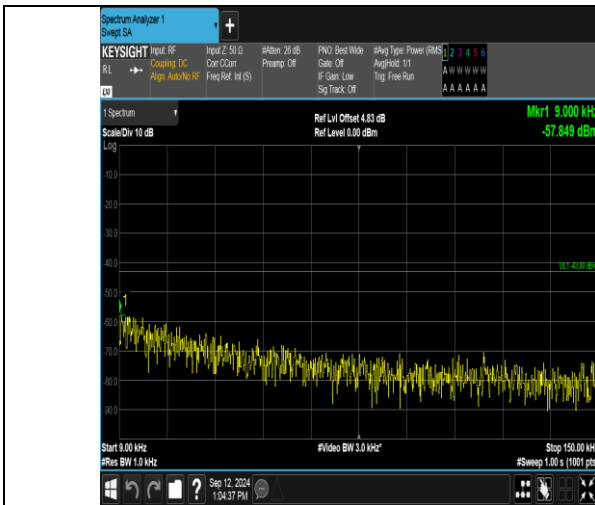 Spectrum Analyzer 1
Swept SA
+
KEYSIGHT
RL
LXI
Input: RF
Coupling: DC
Align: Auto/No RF
Input Z: 50 Ω
Corr CCorr
Freq Ref: Int (S)
#Atten: 26 dB
Preamp: Off
PNO: Best Wide
Gate: Off
IF Gain: Low
Sig Track: Off
#Avg Type: Power (RMS
Avg|Hold: 1/1
Trig: Free Run
1 2 3 4 5 6
A W W W W W
A A A A A A
1 Spectrum
Scale/Div 10 dB
Log
Ref Lvl Offset 4.83 dB
Ref Level 0.00 dBm
Mkr1 9.000 kHz
-57.849 dBm
-10.0
-20.0
-30.0
-40.0
DL1 -43.00 dBm
1
-50.0
-60.0
-70.0
-80.0
-90.0
Start 9.00 kHz
#Res BW 1.0 kHz
#Video BW 3.0 kHz*
Stop 150.00 kHz
#Sweep 1.00 s (1001 pts)
?
Sep 12, 2024
1:04:37 PM